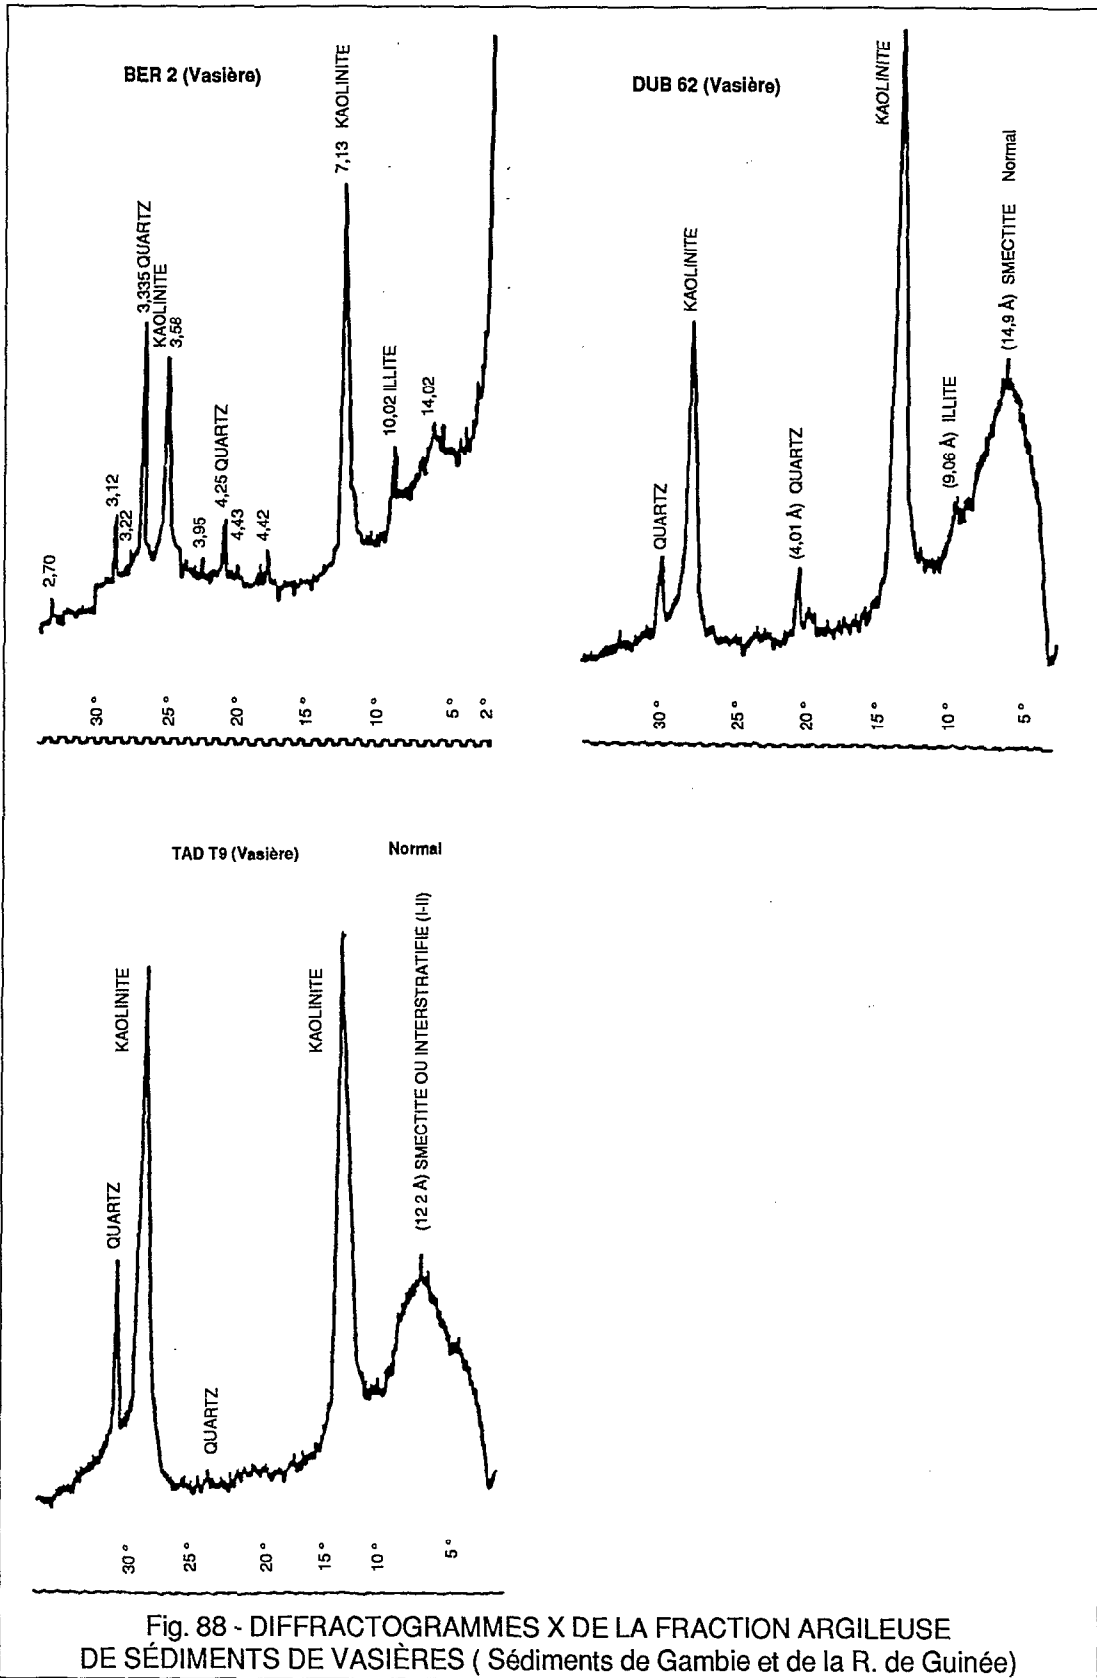 BER 2 (Vasière)
2,70
3,12
3,22
3,335 QUARTZ
KAOLINITE
3,58
3,95
4,25 QUARTZ
4,43
4,42
7,13 KAOLINITE
10,02 ILLITE
14,02
30°
25°
20°
15°
10°
5°
2°
DUB 62 (Vasière)
QUARTZ
KAOLINITE
(4,01 Å) QUARTZ
KAOLINITE
(9,06 Å) ILLITE
(14,9 Å) SMECTITE Normal
30°
25°
20°
15°
10°
5°
TAD T9 (Vasière)
Normal
QUARTZ
KAOLINITE
QUARTZ
KAOLINITE
(12 2 Å) SMECTITE OU INTERSTRATIFIE (I-II)
30°
25°
20°
15°
10°
5°
Fig. 88 - DIFFRACTOGRAMMES X DE LA FRACTION ARGILEUSE
DE SÉDIMENTS DE VASIÈRES ( Sédiments de Gambie et de la R. de Guinée)